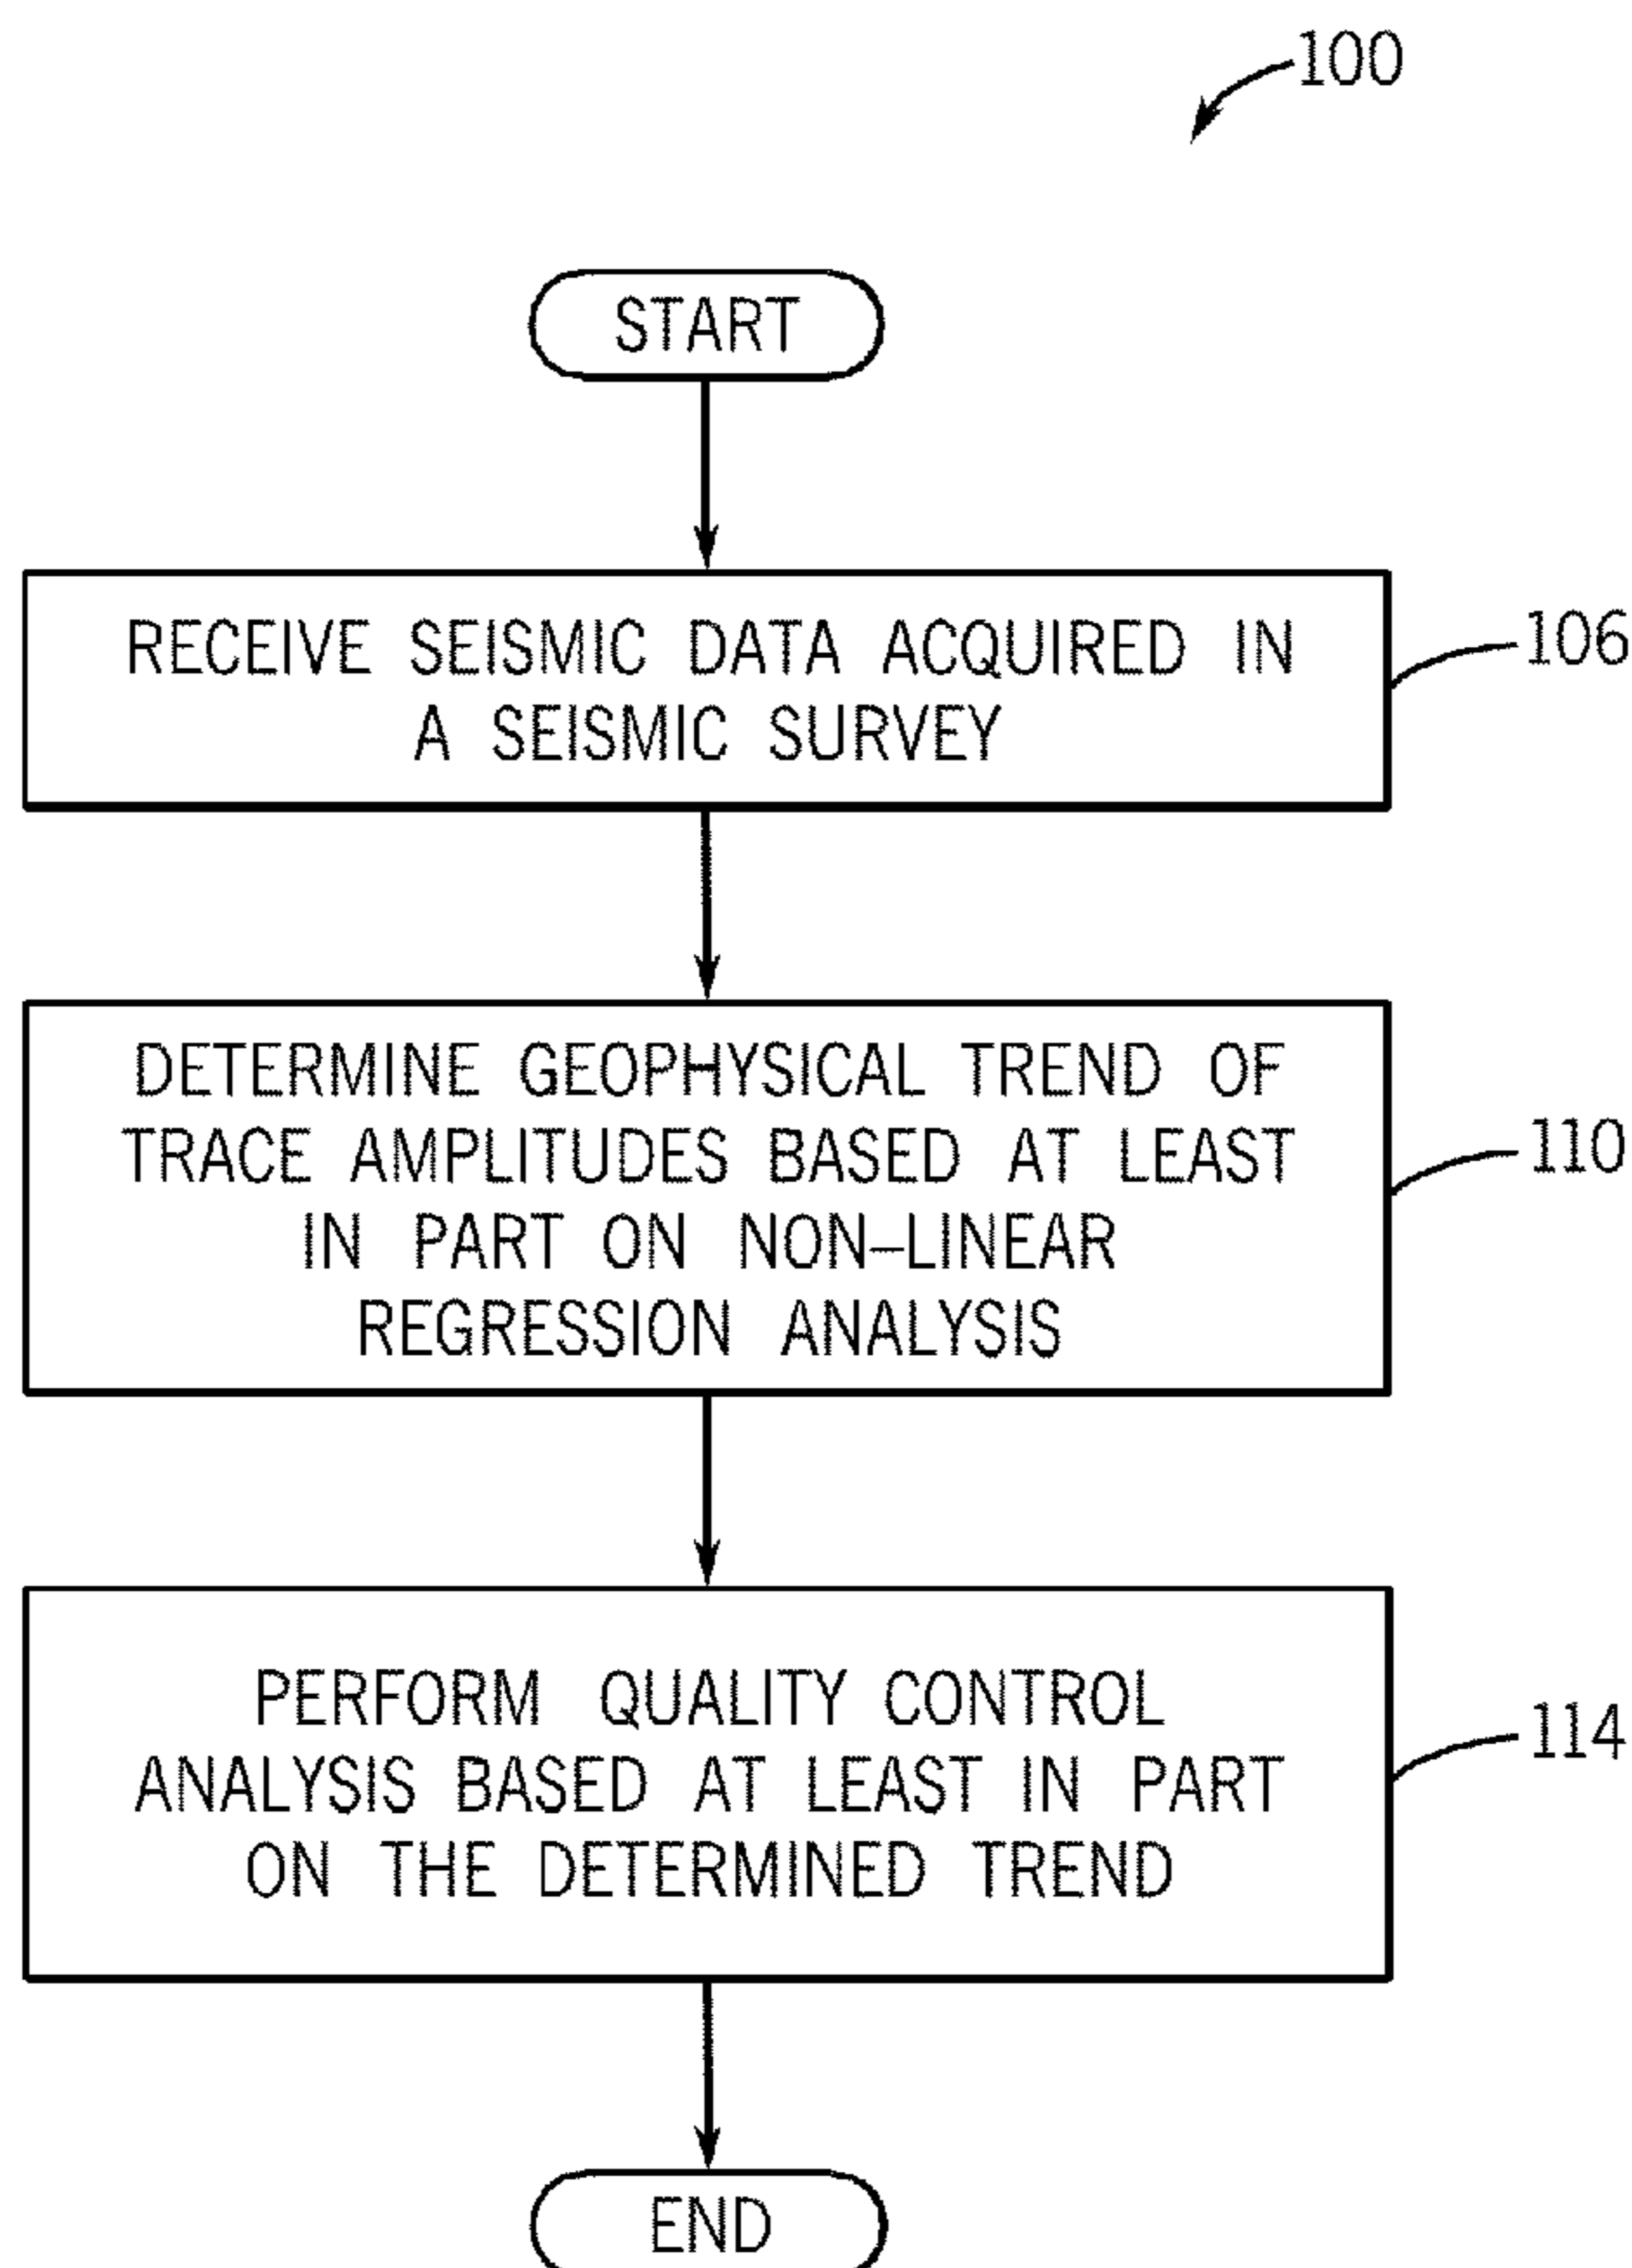 100
START
RECEIVE SEISMIC DATA ACQUIRED IN
A SEISMIC SURVEY
106
DETERMINE GEOPHYSICAL TREND OF
TRACE AMPLITUDES BASED AT LEAST
IN PART ON NON-LINEAR
REGRESSION ANALYSIS
110
PERFORM QUALITY CONTROL
ANALYSIS BASED AT LEAST IN PART
ON THE DETERMINED TREND
114
END